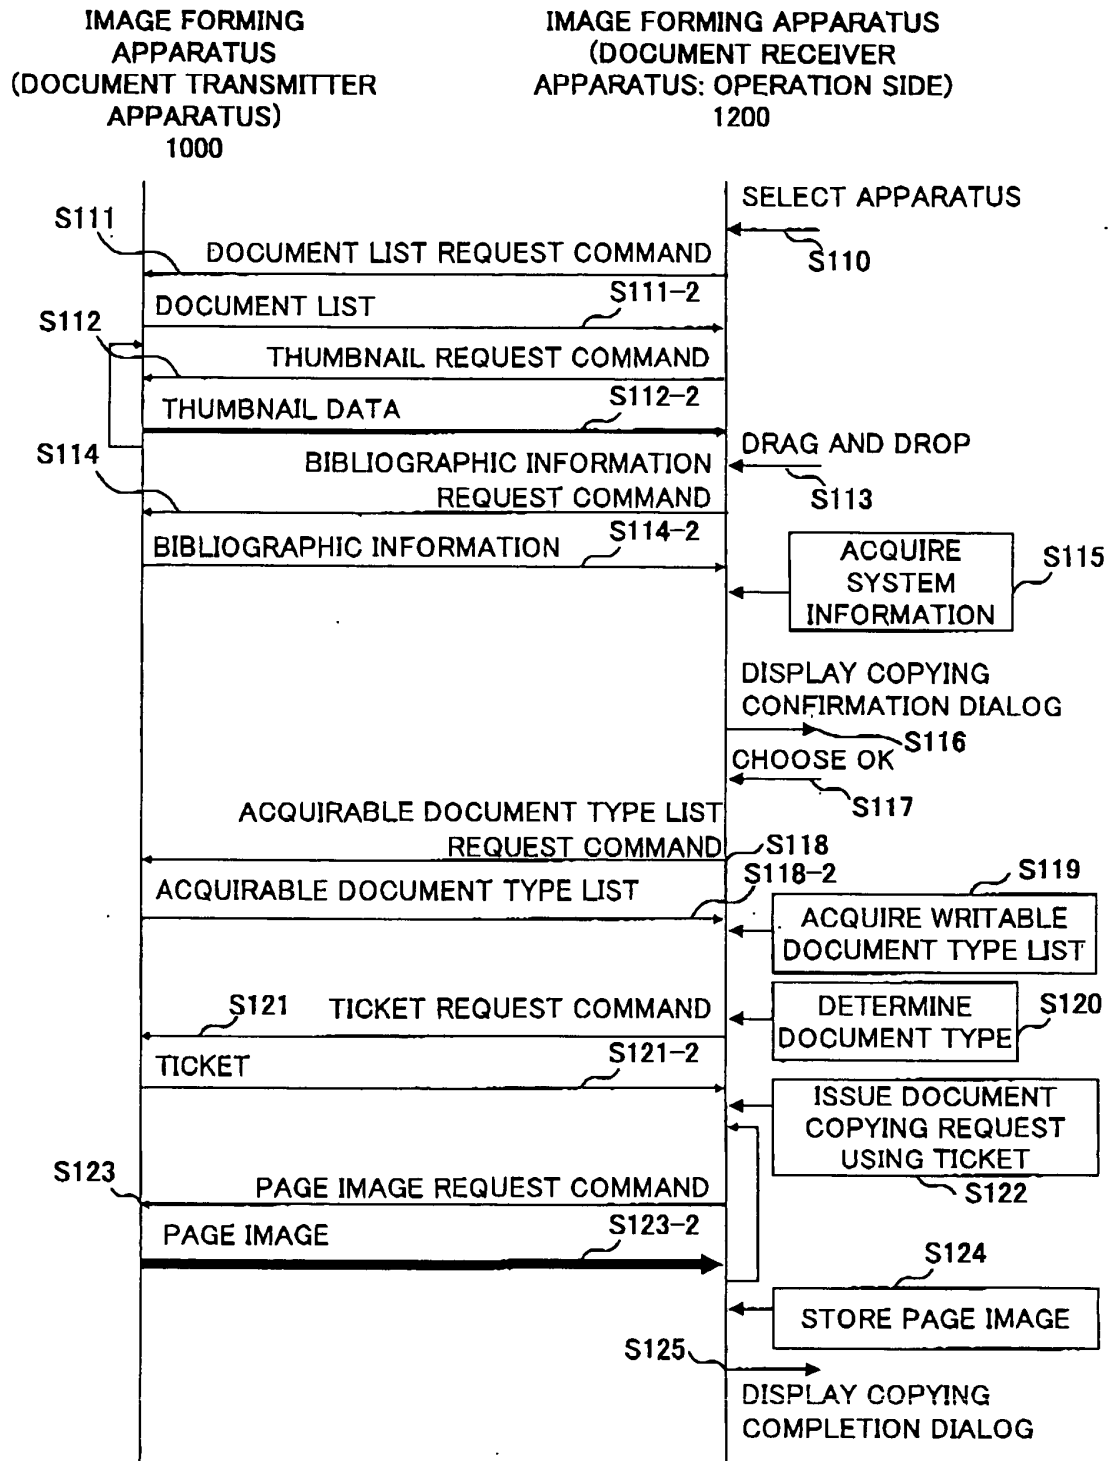 IMAGE FORMING
APPARATUS
(DOCUMENT TRANSMITTER
APPARATUS)
1000
IMAGE FORMING APPARATUS
(DOCUMENT RECEIVER
APPARATUS: OPERATION SIDE)
1200
SELECT APPARATUS
S110
S111
DOCUMENT LIST REQUEST COMMAND
DOCUMENT LIST
S111-2
S112
THUMBNAIL REQUEST COMMAND
THUMBNAIL DATA
S112-2
DRAG AND DROP
S113
S114
BIBLIOGRAPHIC INFORMATION
REQUEST COMMAND
BIBLIOGRAPHIC INFORMATION
S114-2
ACQUIRE
SYSTEM
INFORMATION
S115
DISPLAY COPYING
CONFIRMATION DIALOG
S116
CHOOSE OK
S117
ACQUIRABLE DOCUMENT TYPE LIST
REQUEST COMMAND
S118
ACQUIRABLE DOCUMENT TYPE LIST
S118-2
S119
ACQUIRE WRITABLE
DOCUMENT TYPE LIST
DETERMINE
DOCUMENT TYPE
S120
S121
TICKET REQUEST COMMAND
TICKET
S121-2
ISSUE DOCUMENT
COPYING REQUEST
USING TICKET
S122
S123
PAGE IMAGE REQUEST COMMAND
PAGE IMAGE
S123-2
S124
STORE PAGE IMAGE
S125
DISPLAY COPYING
COMPLETION DIALOG